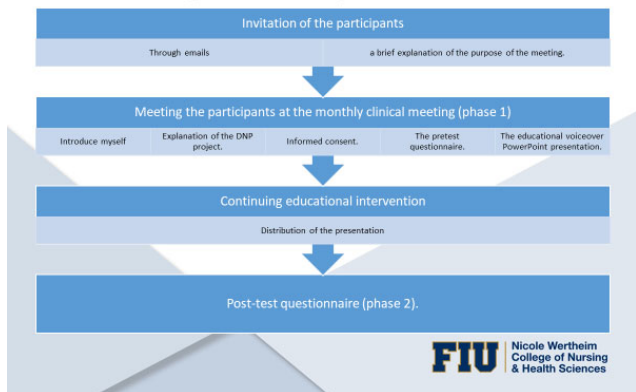 Invitation of the participants
Through emails
a brief explanation of the purpose of the meeting.
Meeting the participants at the monthly clinical meeting (phase 1)
Introduce myself
Explanation of the DNP
project.
Informed consent.
The pretest
questionnaire.
The educational voiceover
PowerPoint presentation.
Continuing educational intervention
Distribution of the presentation
Post-test questionnaire (phase 2).
FIU
Nicole Wertheim
College of Nursing
& Health Sciences